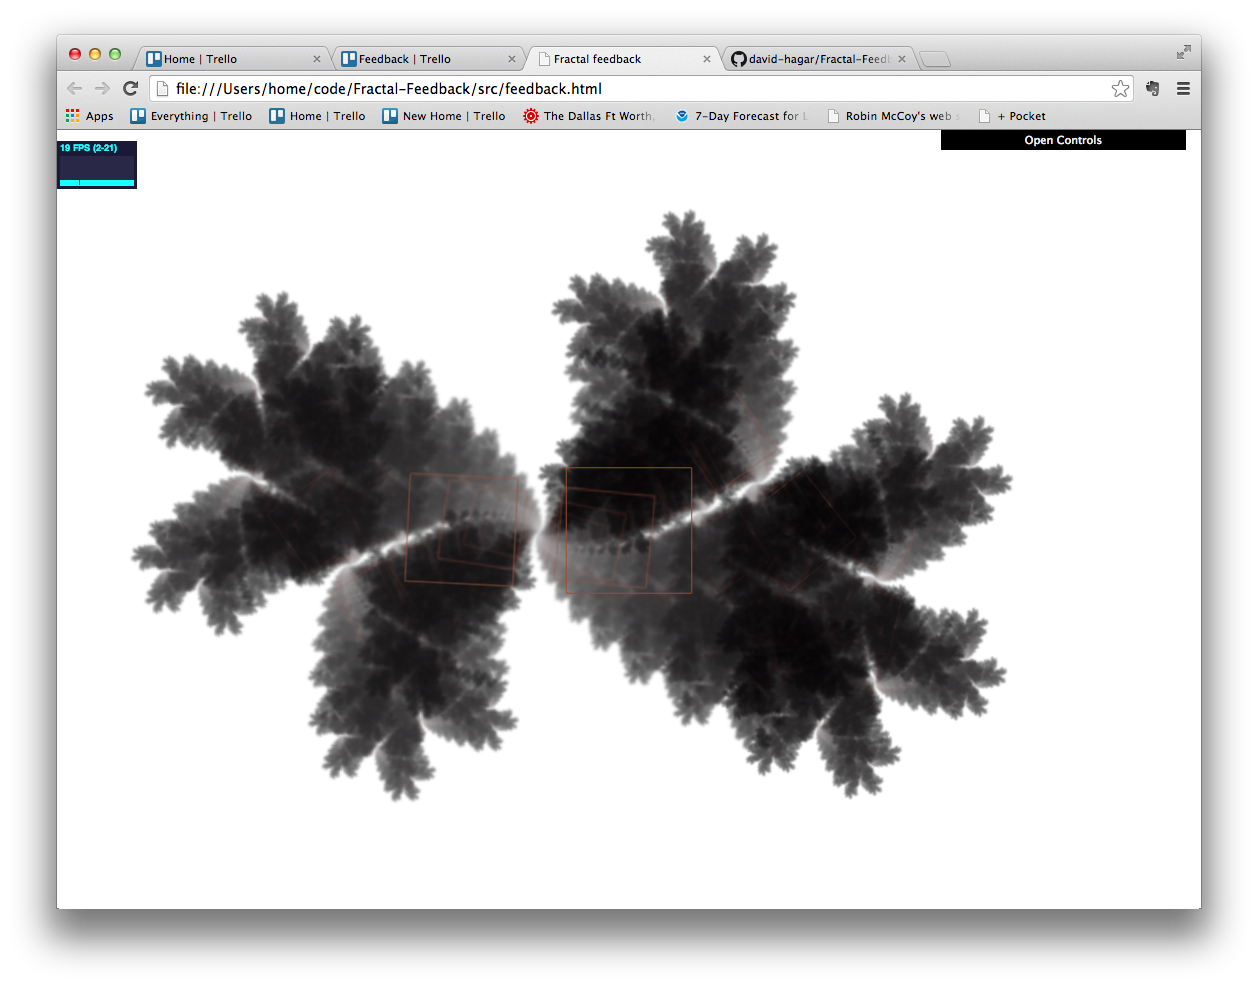 Home | Trello
Feedback | Trello
Fractal feedback
david-hagar/Fractal-Feedb
file:///Users/home/code/Fractal-Feedback/src/feedback.html
Apps
Everything | Trello
Home | Trello
New Home | Trello
The Dallas Ft Worth,
7-Day Forecast for L
Robin McCoy's web s
+ Pocket
19 FPS (2-21)
Open Controls